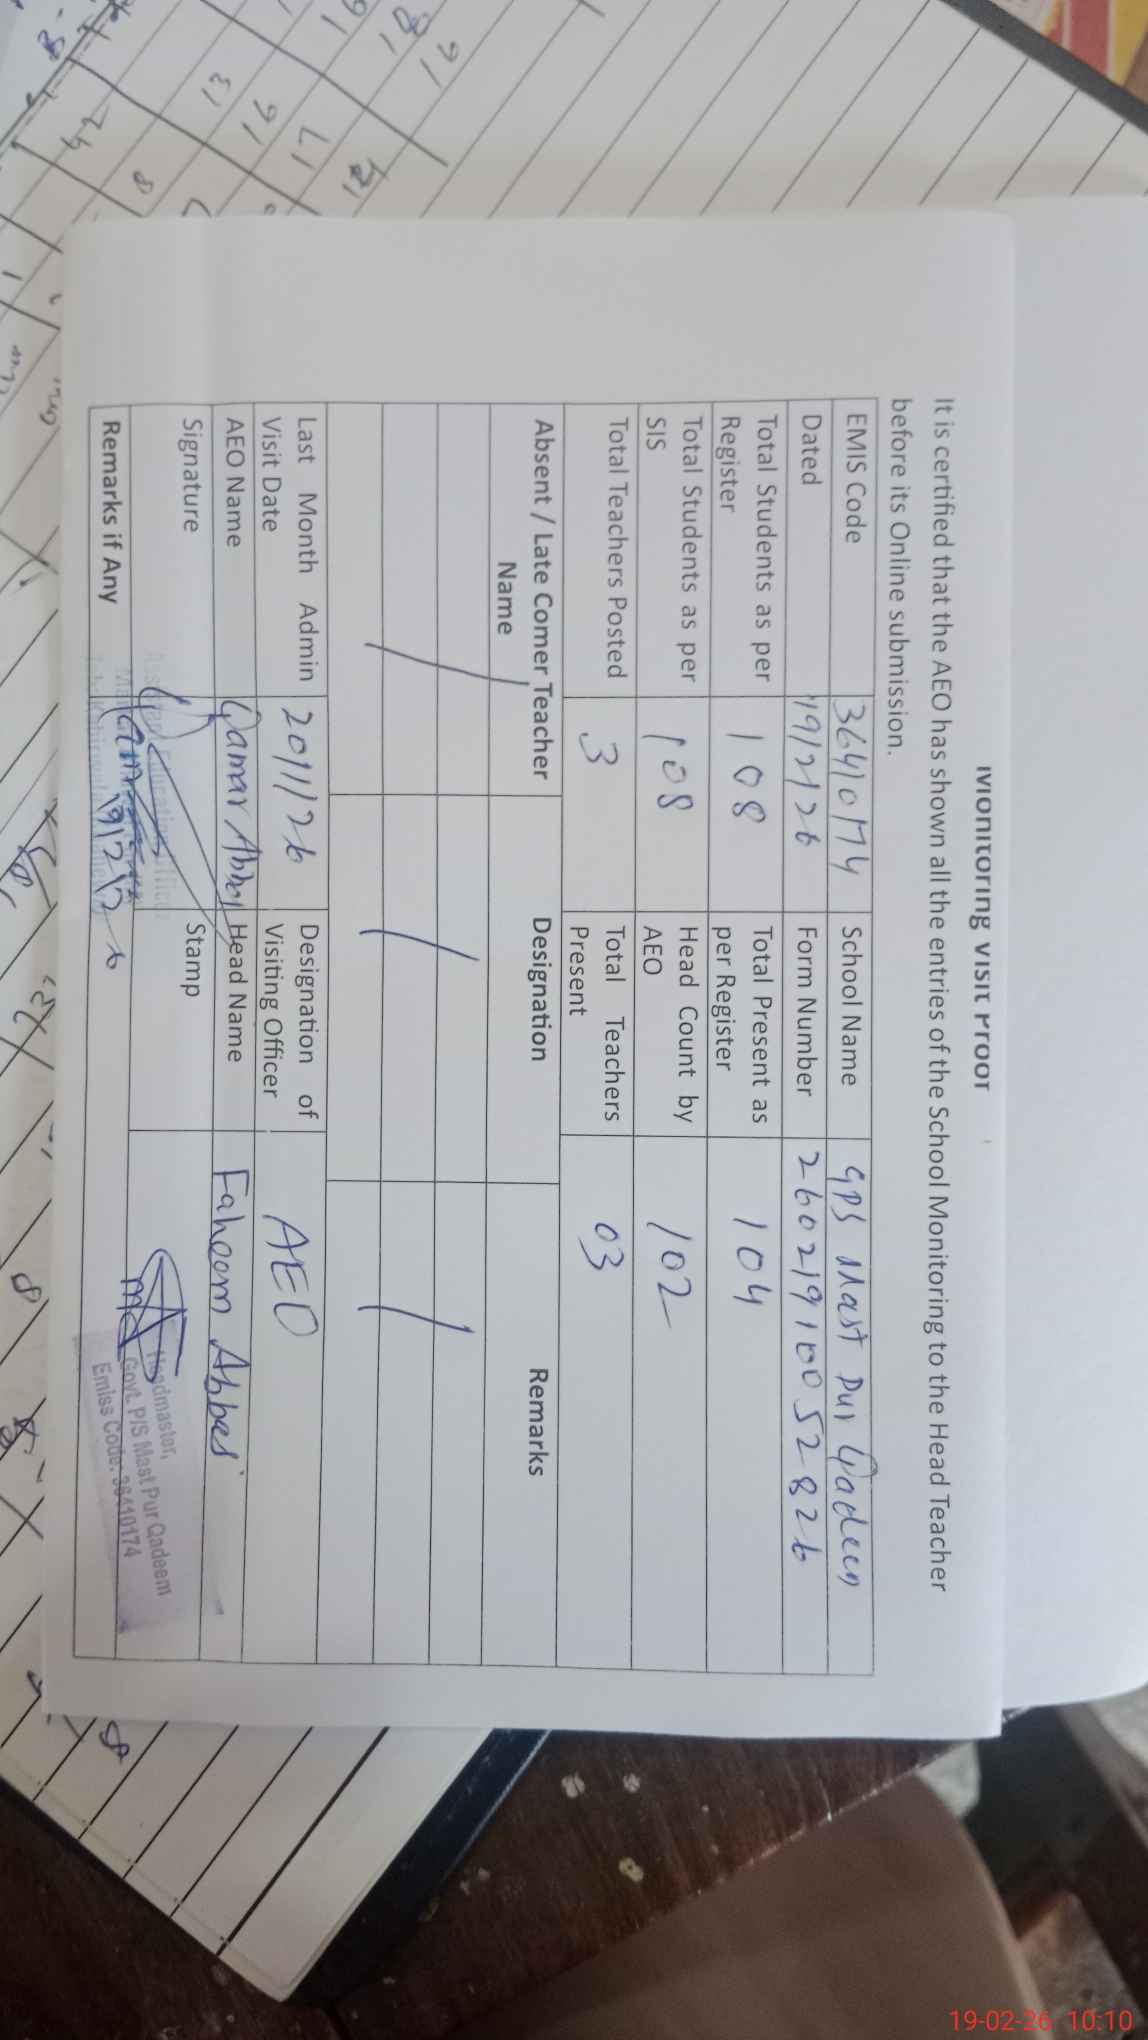 Monitoring Visit Proof
It is certified that the AEO has shown all the entries of the School Monitoring to the Head Teacher
before its Online submission.
EMIS Code 36410174 School Name GPS Mast Pur Qadeem
Dated 19/2/26 Form Number 26021910052826
Total Students as per Register 108 Total Present as per Register 104
Total Students as per SIS 108 Head Count by AEO 102
Total Teachers Posted 3 Total Teachers Present 03
Absent / Late Comer Teacher Name Designation Remarks
/ / /
Last Month Admin Visit Date 20/1/26 Designation of Visiting Officer AEO
AEO Name Qamar Abbas Head Name Faheem Abbas
Signature Stamp
19/2/26
Headmaster,
Govt. P/S Mast Pur Qadeem
Emiss Code: 36410174
Remarks if Any
19-02-26 10:10